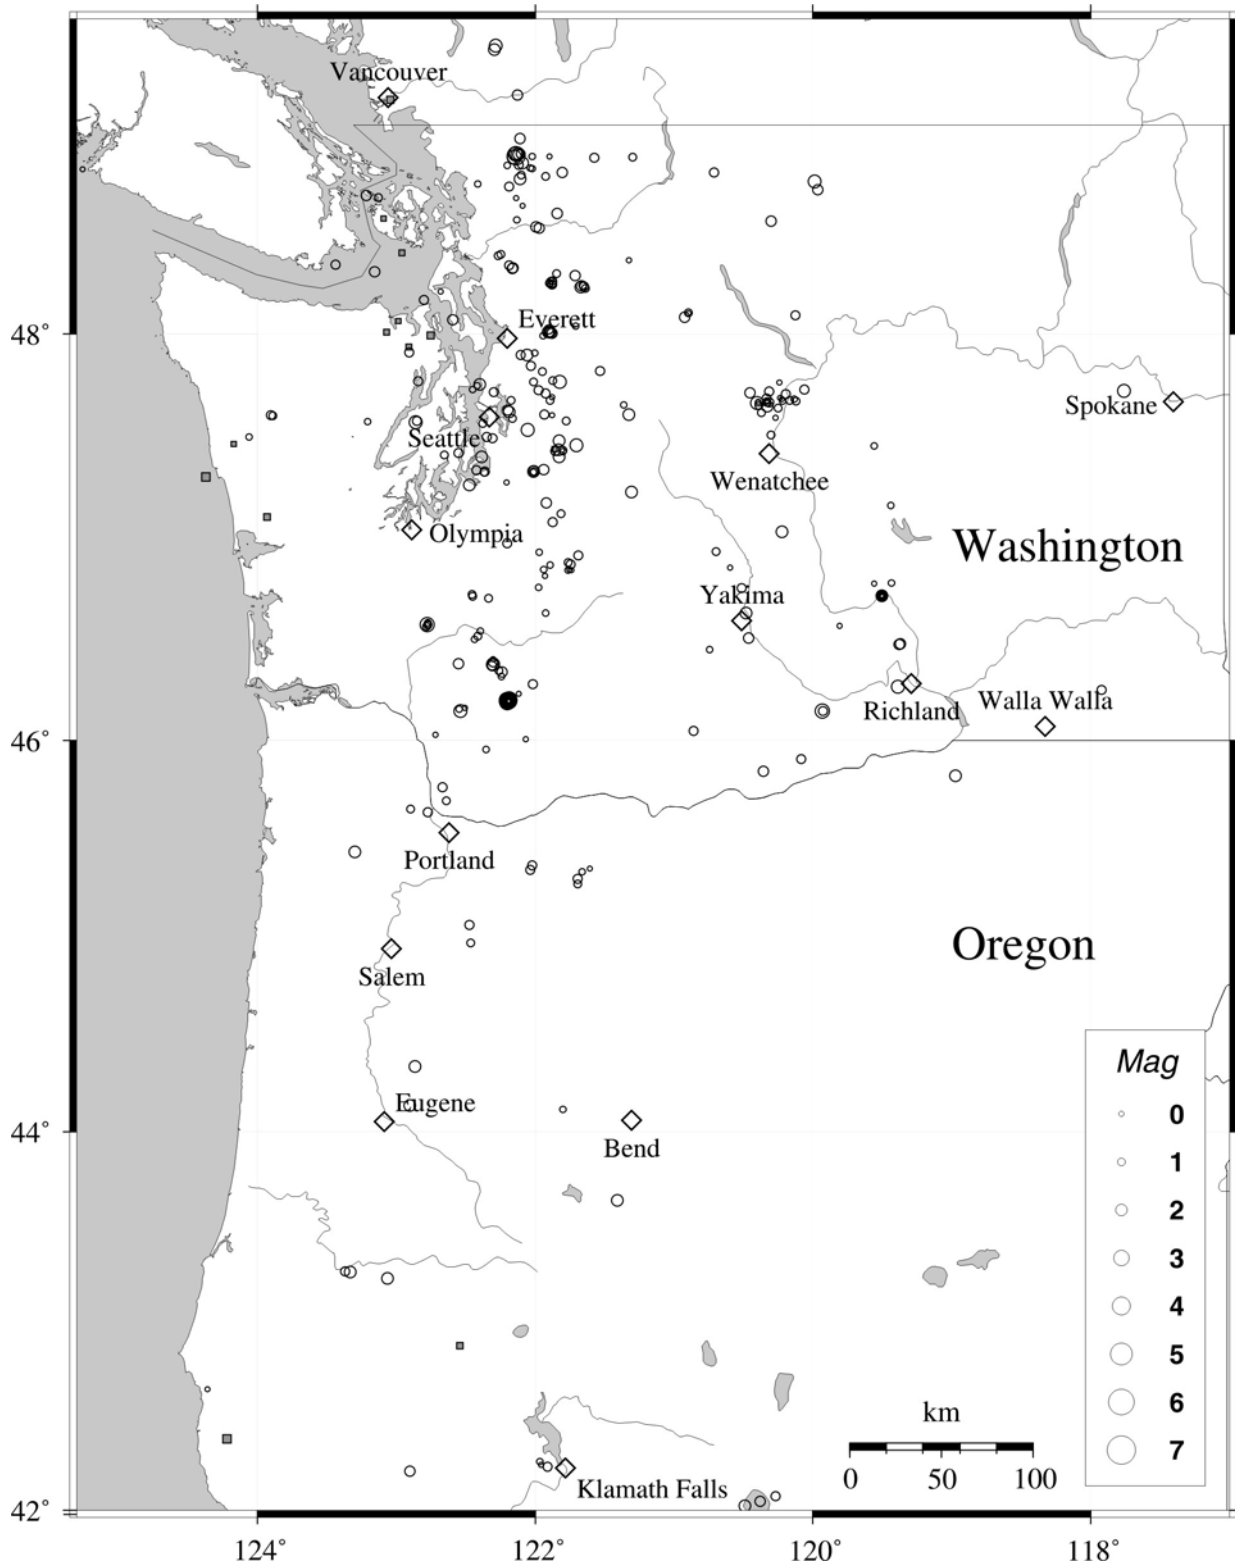 Vancouver
Everett
48°
Spokane
Seattle
Wenatchee
Olympia
Washington
Yakima
Walla Walla
Richland
46°
Portland
Oregon
Salem
Mag
Eugene
0
44°
Bend
1
2
3
4
5
km
6
7
0 50 100
Klamath Falls
42°
124° 122° 120° 118°